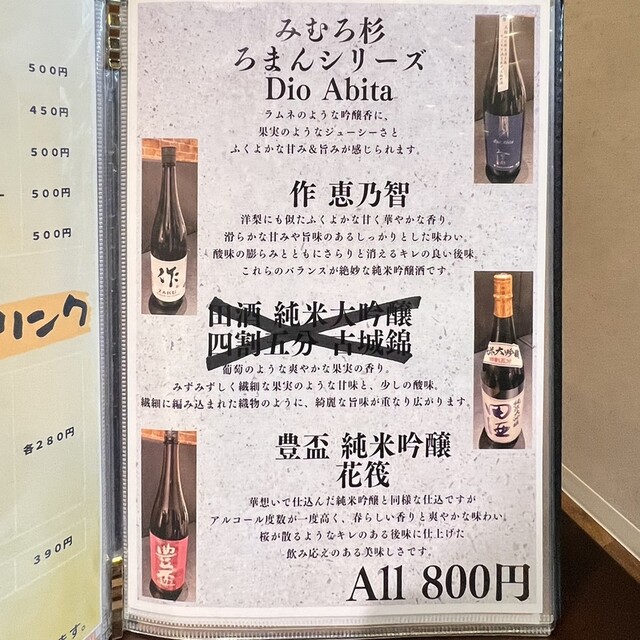 500円
450円
500円
500円
500円
リンク
各280円
390円
ます。
みむろ杉
ろまんシリーズ
Dio Abita
ラムネのような吟醸香に、
果実のようなジューシーさと
ふくよかな甘み&旨みが感じられます。
作 恵乃智
洋梨にも似たふくよかな甘く華やかな香り。
滑らかな甘みや旨味のあるしっかりとした味わい。
酸味の膨らみとともにさらりと消えるキレの良い後味。
これらのバランスが絶妙な純米吟醸酒です。
作
ZAKU
田酒 純米大吟醸
四割五分 古城錦
葡萄のような爽やかな果実の香り。
みずみずしく繊細な果実のような甘味と、少しの酸味。
繊細に編み込まれた織物のように、綺麗な旨味が重なり広がります。
田酒
豊盃 純米吟醸
花筏
華想いで仕込んだ純米吟醸と同様な仕込ですが
アルコール度数が一度高く、春らしい香りと爽やかな味わい。
桜が散るようなキレのある後味に仕上げた
飲み応えのある美味しさです。
豊盃
All 800円